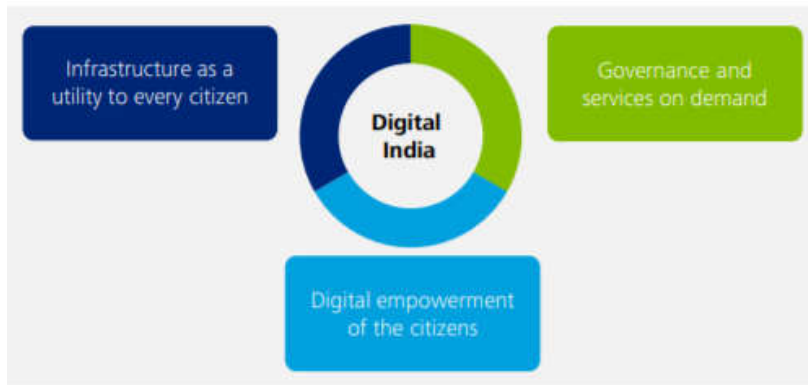 Infrastructure as a
utility to every citizen
Digital
India
Governance and
services on demand
Digital empowerment
of the citizens